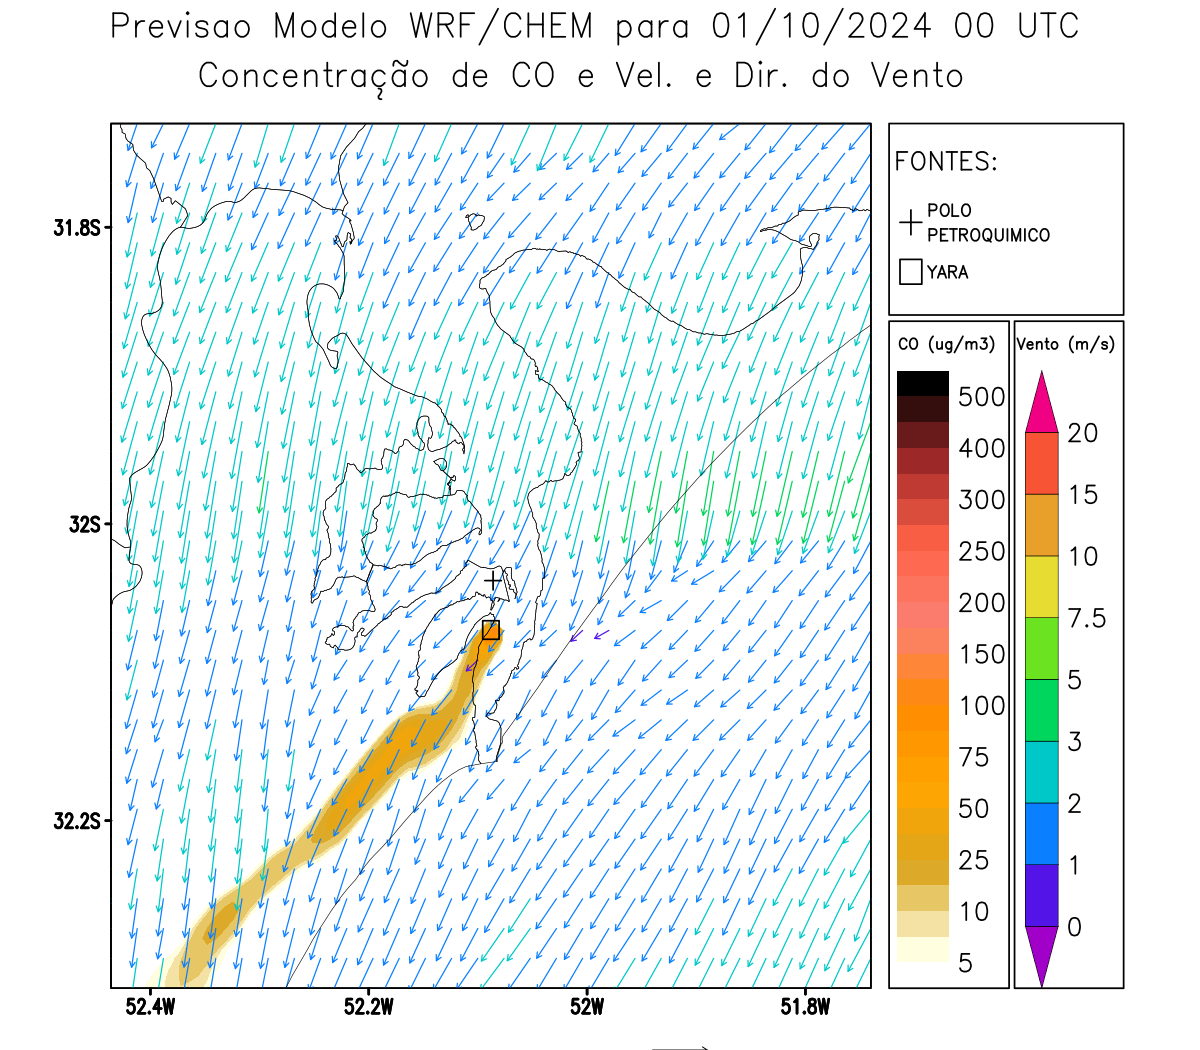 Previsao Modelo WRF/CHEM para 01/10/2024 00 UTC
Concentração de CO e Vel. e Dir. do Vento
FONTES:
POLO
PETROQUIMICO
YARA
CO (ug/m3)
500
400
300
250
200
150
100
75
50
25
10
5
Vento (m/s)
20
15
10
7.5
5
3
2
1
0
31.8S
32S
32.2S
52.4W
52.2W
52W
51.8W